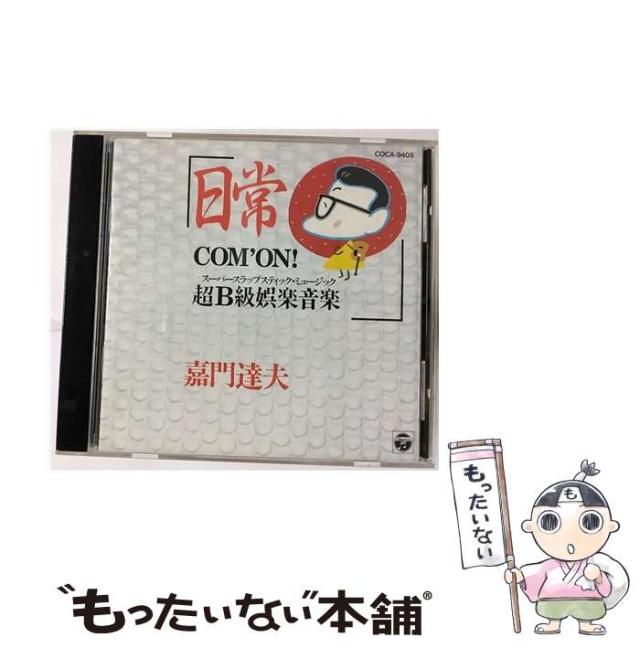 COCA-9405
「日常
COM'ON!
スーパースラップスティック・ミュージック
超B級娯楽音楽」
嘉門達夫
もったいない
も
"もったいない"本舗®